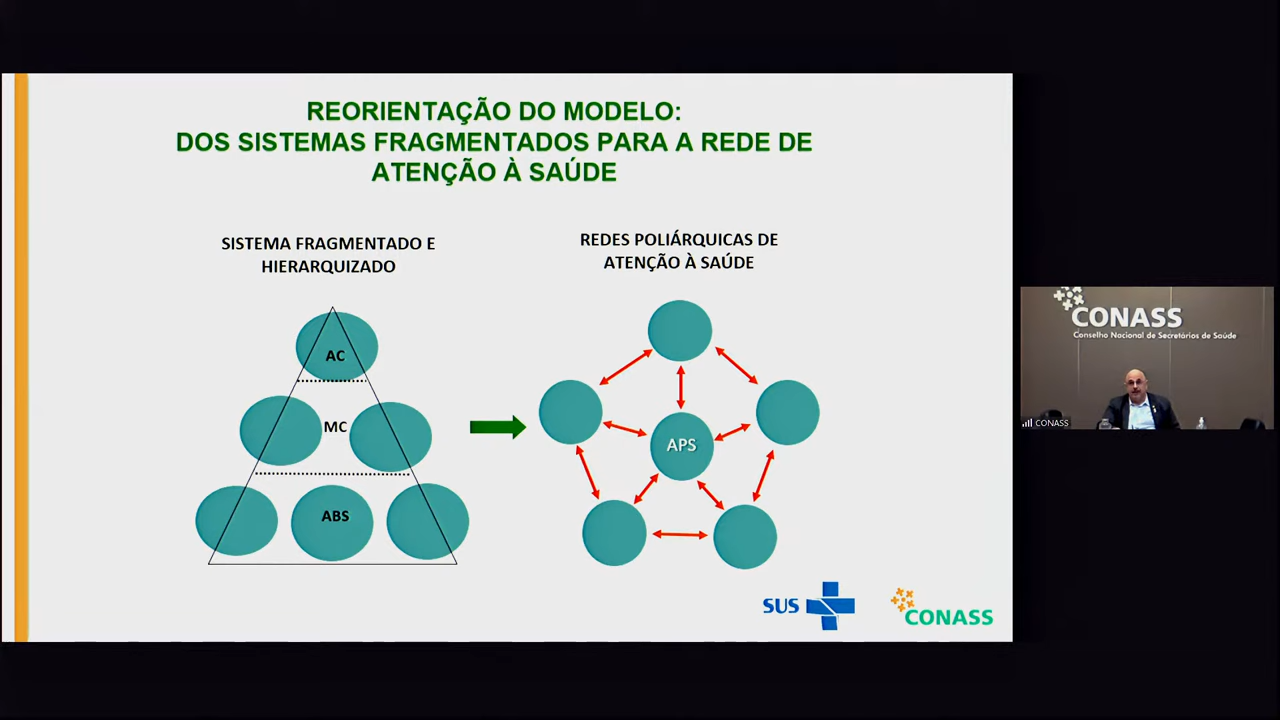 REORIENTAÇÃO DO MODELO:
DOS SISTEMAS FRAGMENTADOS PARA A REDE DE
ATENÇÃO À SAÚDE
SISTEMA FRAGMENTADO E
HIERARQUIZADO
AC
MC
ABS
REDES POLIÁRQUICAS DE
ATENÇÃO À SAÚDE
APS
SUS
CONASS
CONASS
Conselho Nacional de Secretários de Saúde
CONASS